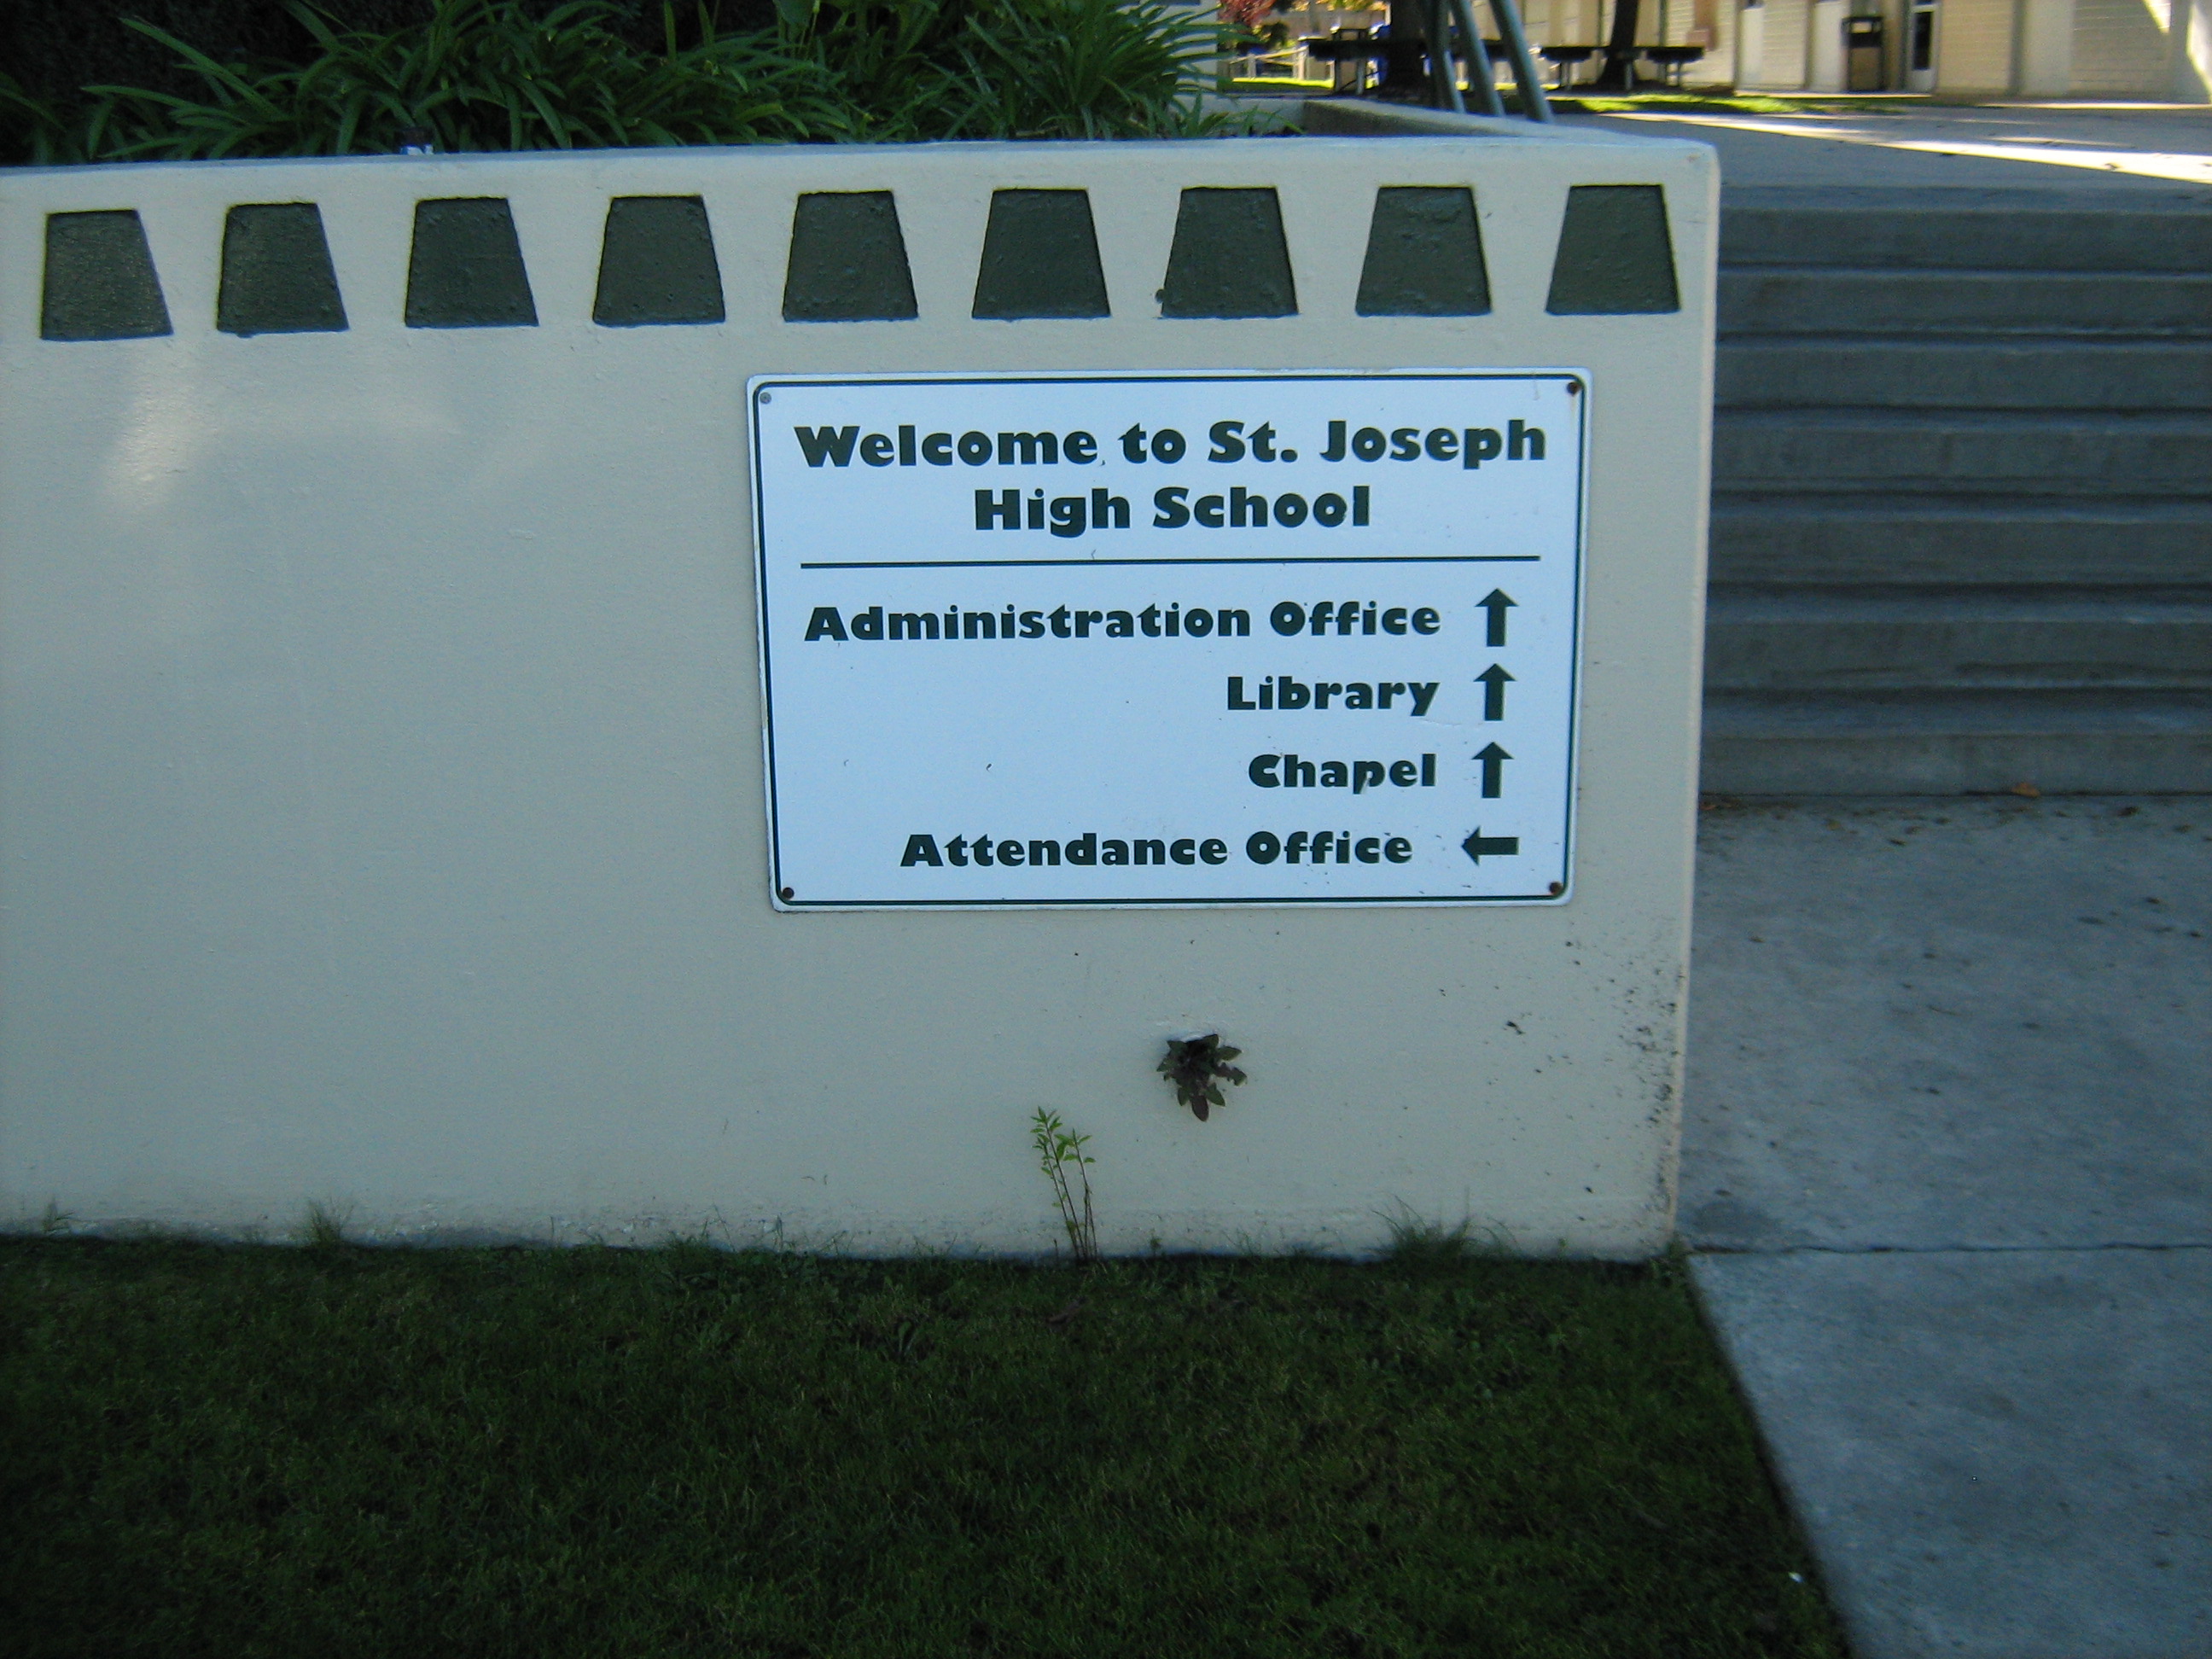 Welcome to St. Joseph
High School
Administration Office ↑
Library ↑
Chapel ↑
Attendance Office ←